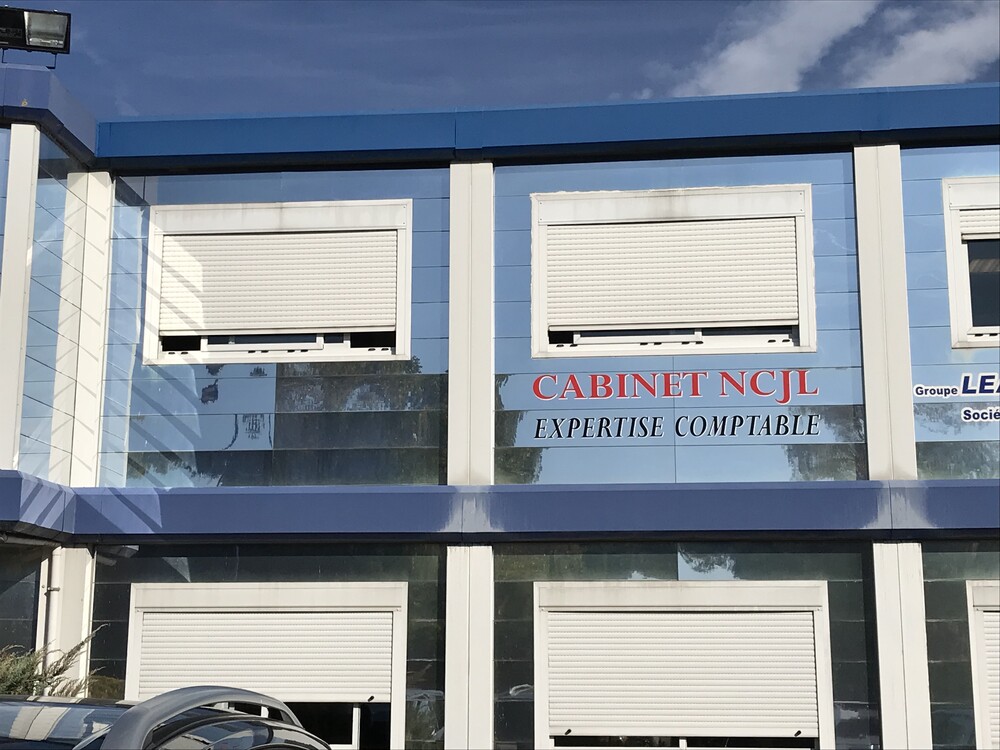 CABINET NCJL
EXPERTISE COMPTABLE
Groupe